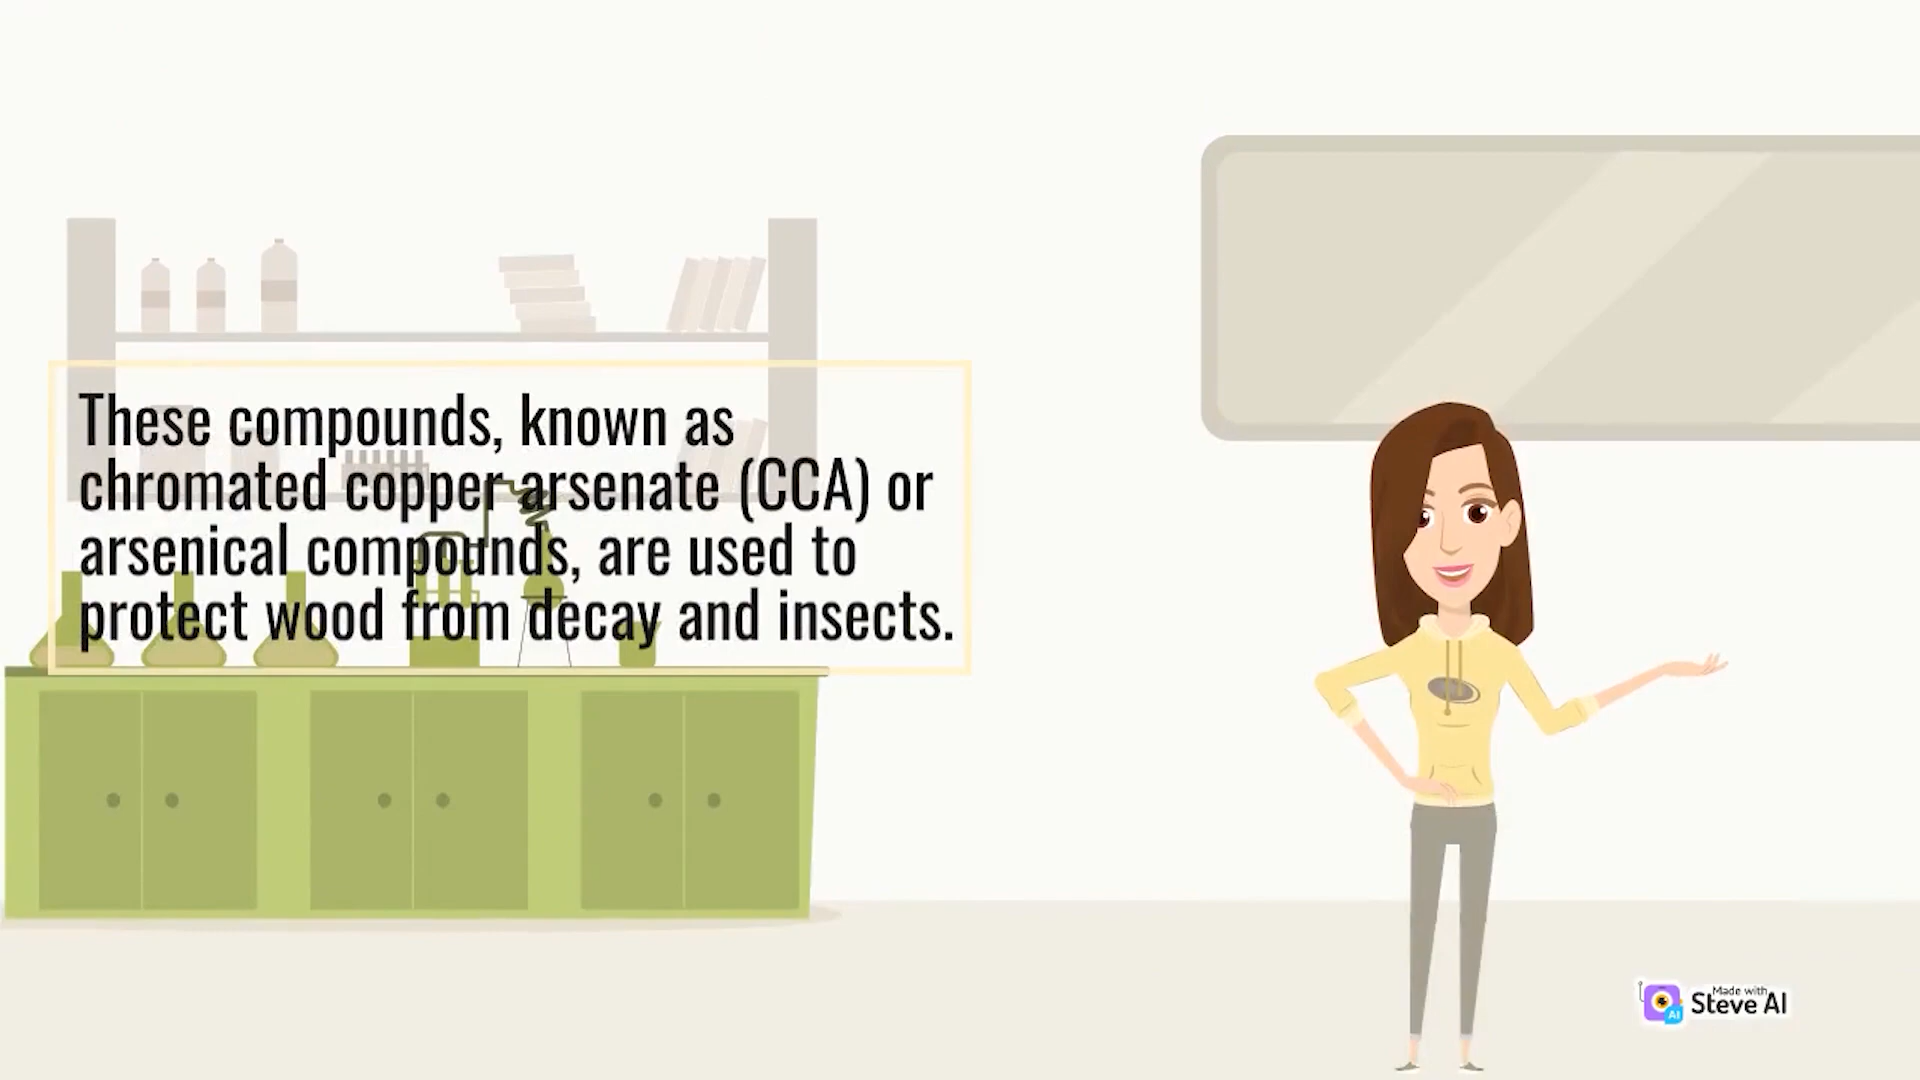 These compounds, known as
chromated copper arsenate (CCA) or
arsenical compounds, are used to
protect wood from decay and insects.
Made with
Steve AI
AI